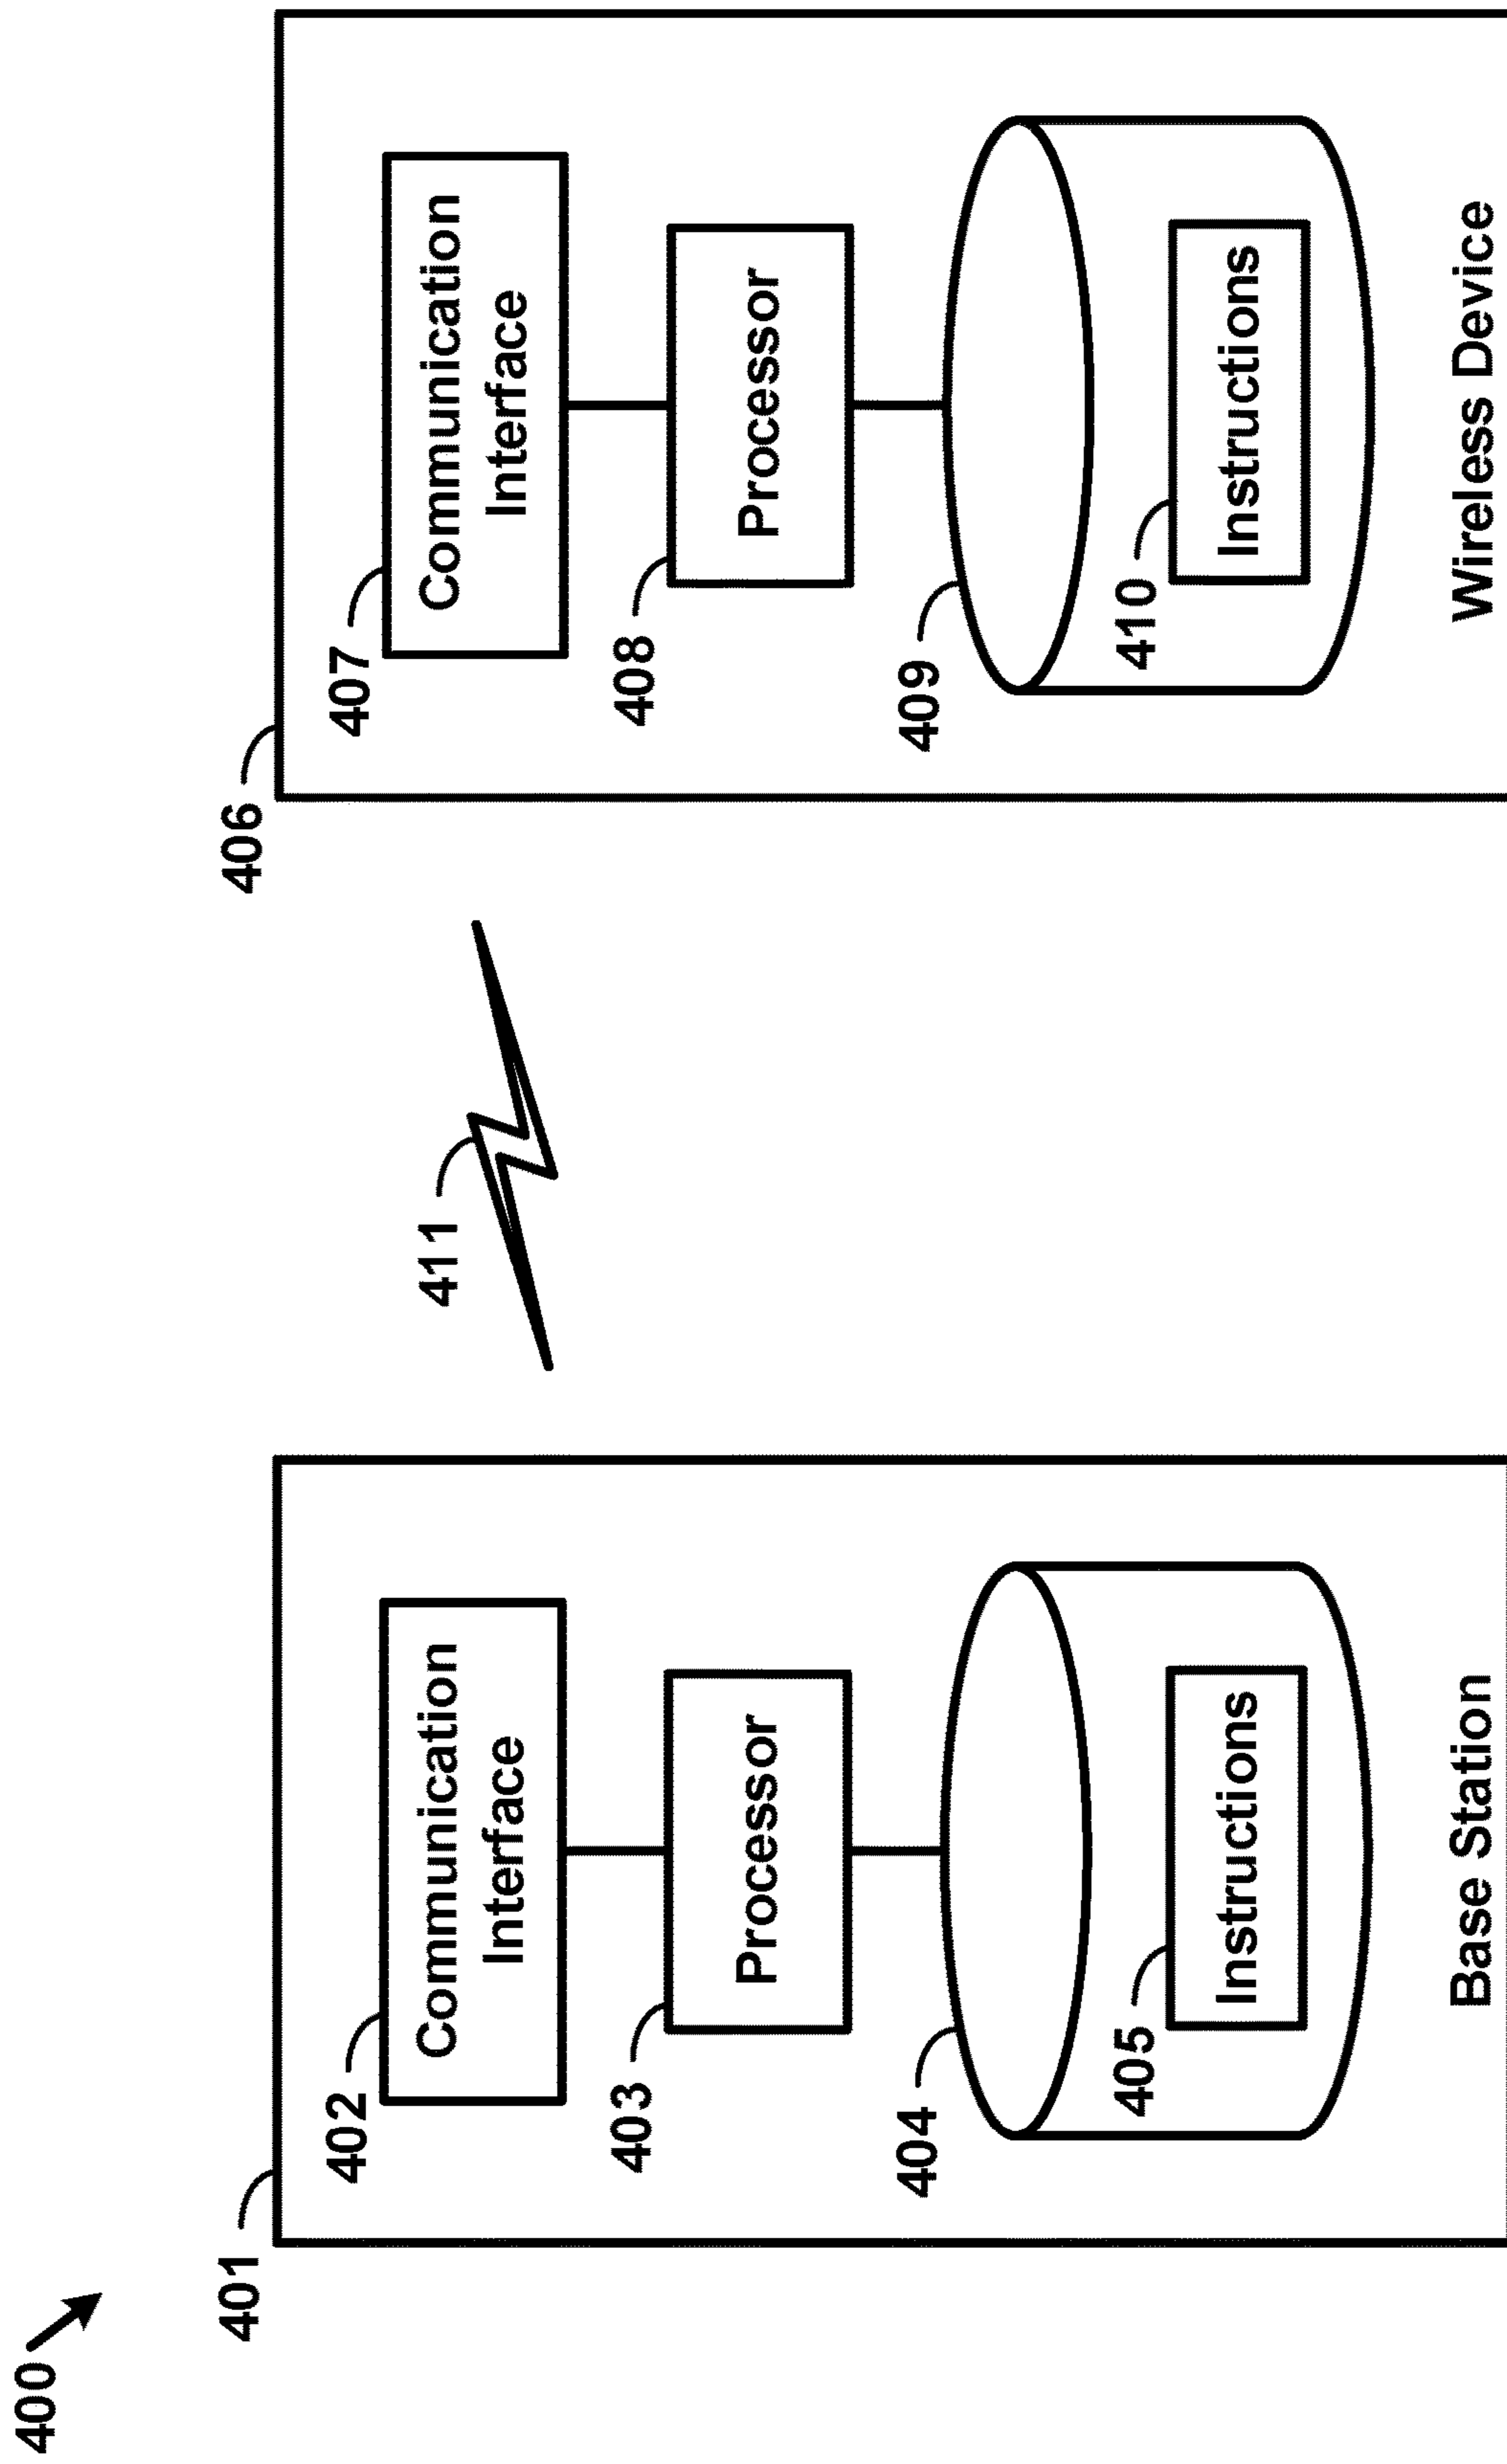 400
401
402
Communication
Interface
403
Processor
404
405
Instructions
Base Station
411
406
407
Communication
Interface
408
Processor
409
410
Instructions
Wireless Device